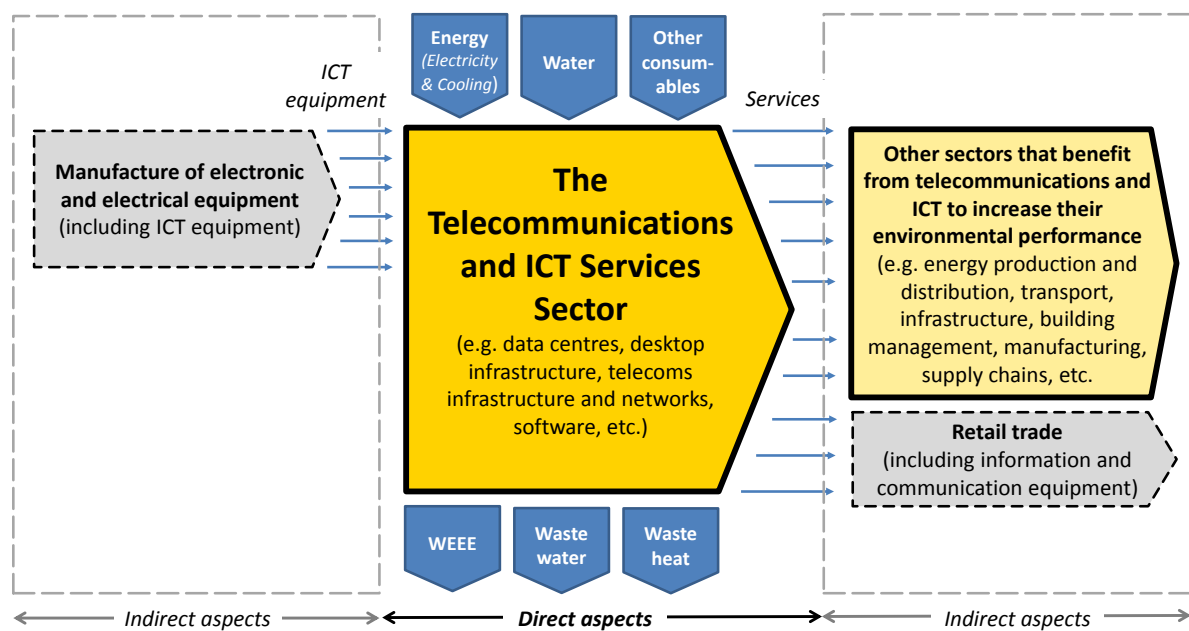 Energy
(Electricity
& Cooling)
Water
Other
consum-
ables
ICT
equipment
Services
Manufacture of electronic
and electrical equipment
(including ICT equipment)
The
Telecommunications
and ICT Services
Sector
(e.g. data centres, desktop
infrastructure, telecoms
infrastructure and networks,
software, etc.)
Other sectors that benefit
from telecommunications and
ICT to increase their
environmental performance
(e.g. energy production and
distribution, transport,
infrastructure, building
management, manufacturing,
supply chains, etc.
Retail trade
(including information and
communication equipment)
WEEE
Waste
water
Waste
heat
Indirect aspects
Direct aspects
Indirect aspects